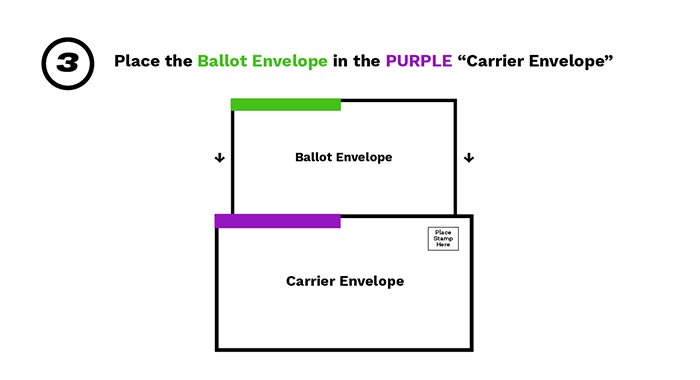 3 Place the Ballot Envelope in the PURPLE “Carrier Envelope”
Ballot Envelope
Place
Stamp
Here
Carrier Envelope